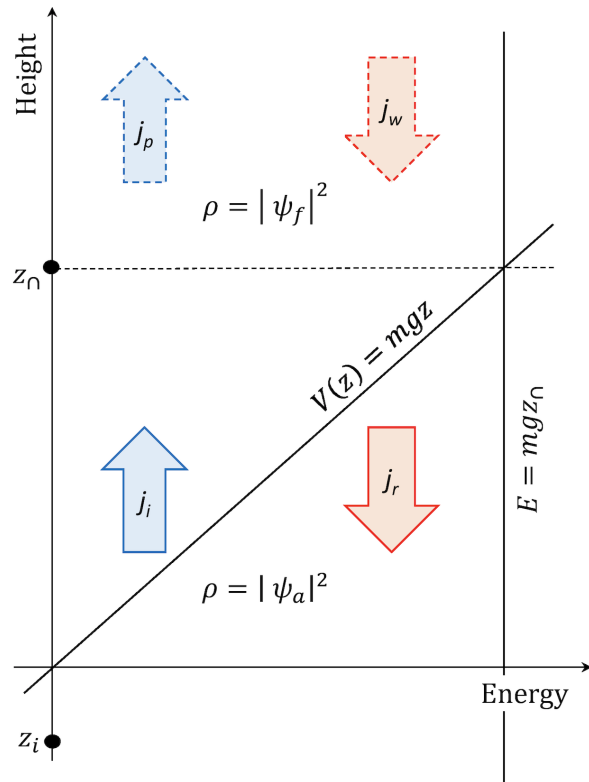 Height
j_p
j_w
ρ = |ψ_f|²
z_∩
V(z) = mgz
j_i
j_r
E = mgz_∩
ρ = |ψ_a|²
Energy
z_i